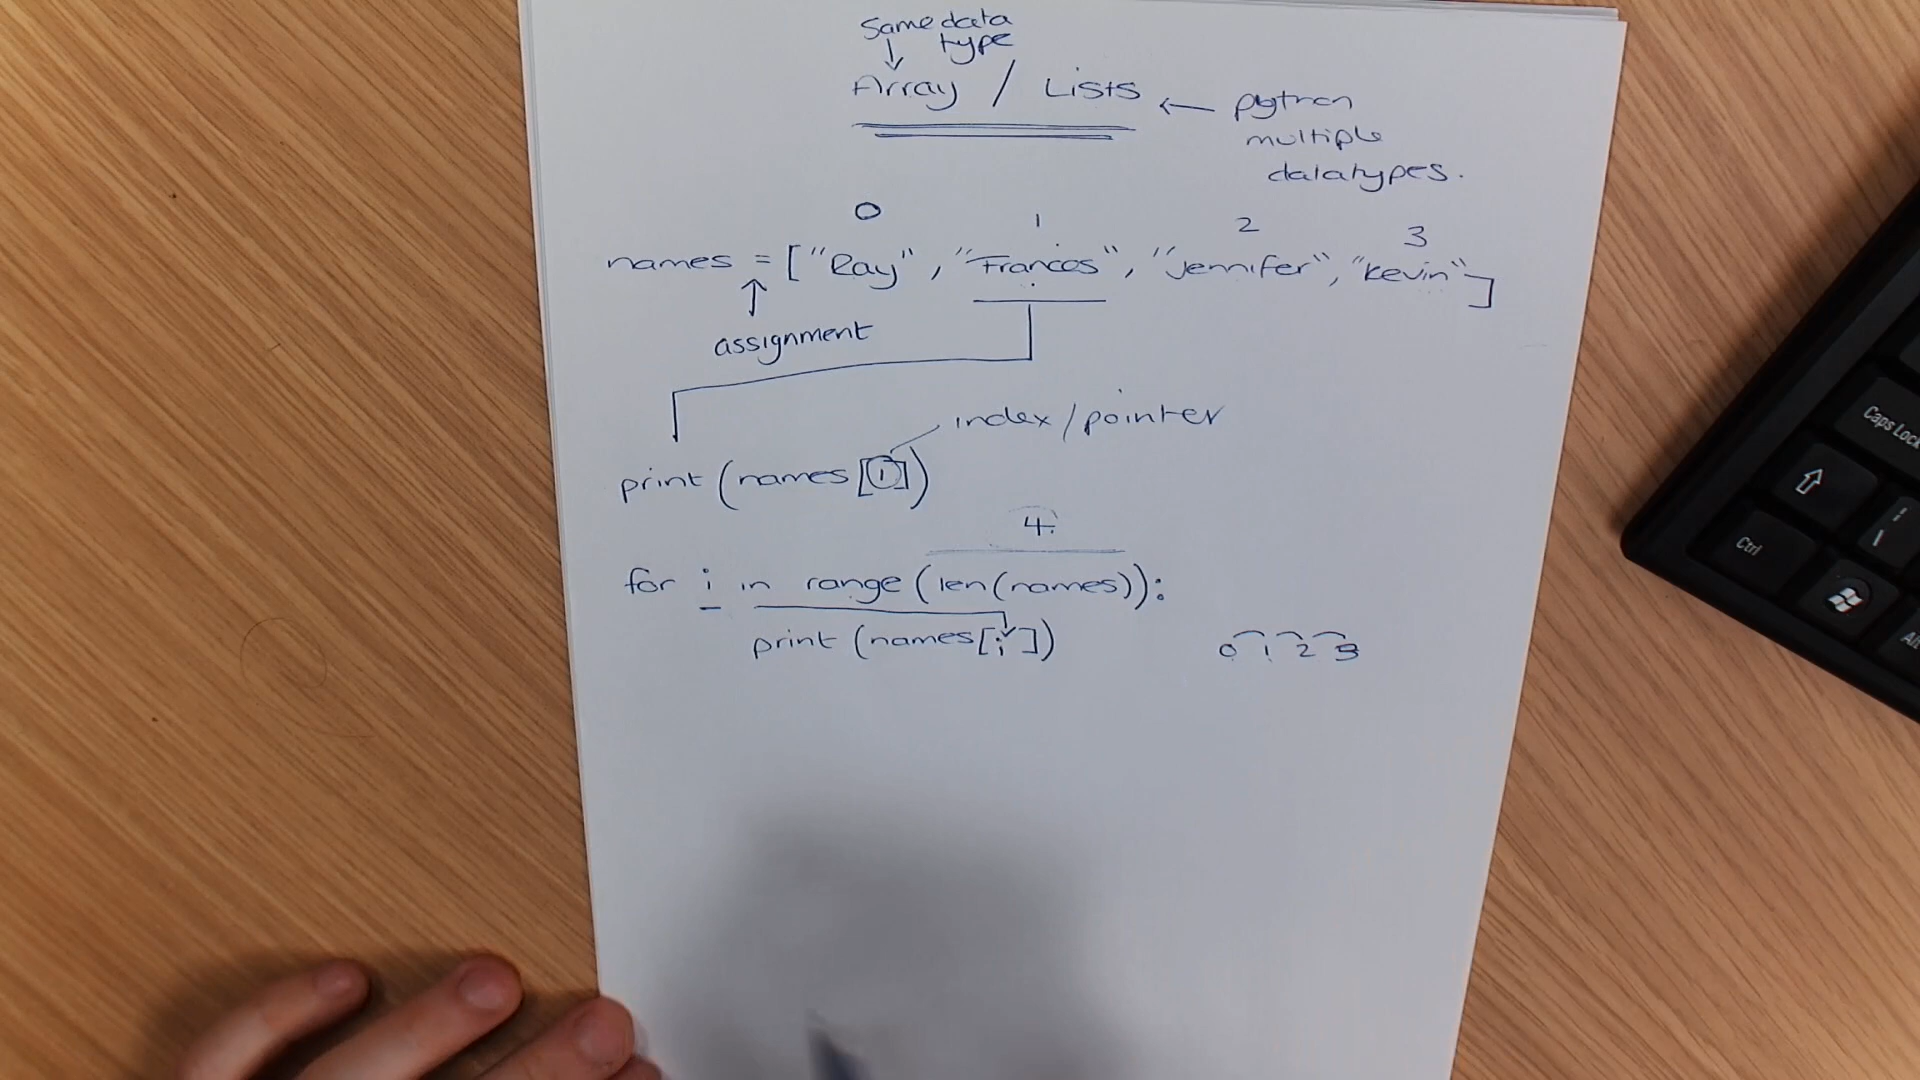 Same data
type
Array / Lists
python
multiple
datatypes.
0 1 2 3
names = ["Ray", "Frances", "Jennifer", "Kevin"]
assignment
index/pointer
print (names[1])
4.
for i in range (len(names)):
print (names[i])
0 1 2 3
Caps Lock
Ctrl